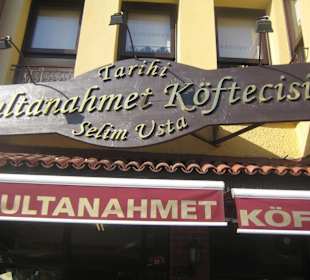 Tarihi
ultanahmet Köftecisi
Selim Usta
ULTANAHMET KÖF